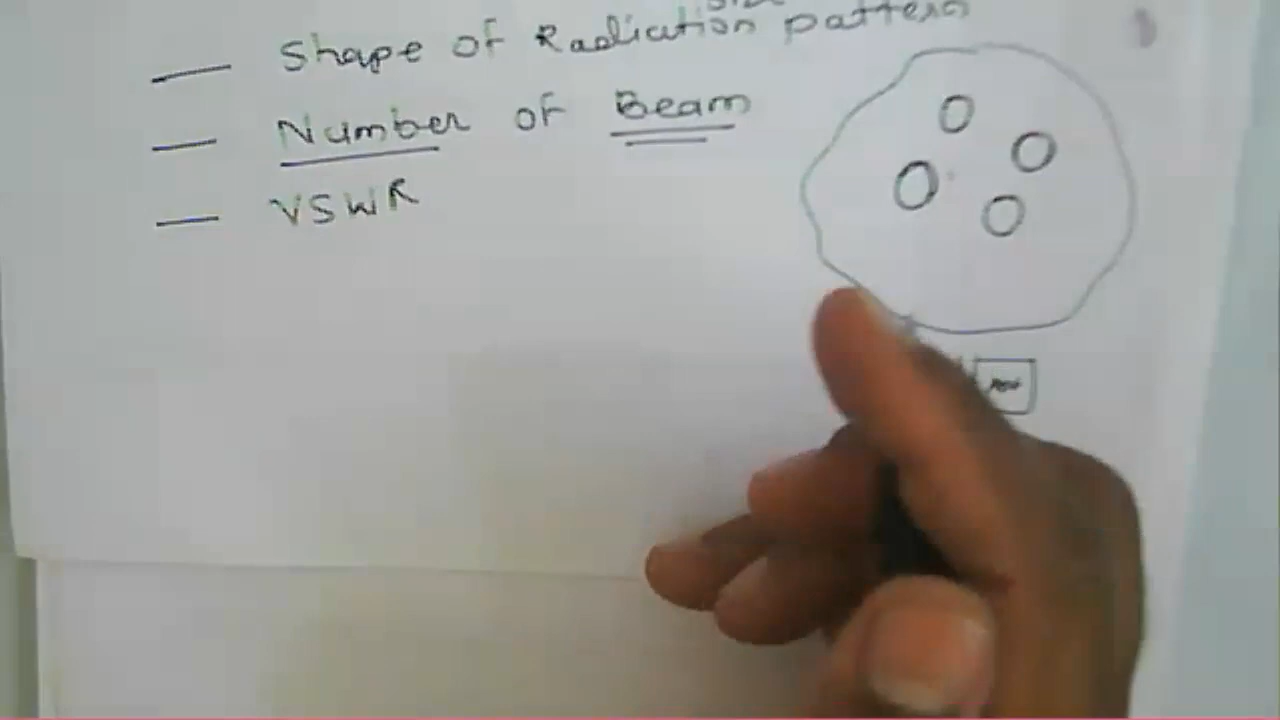 — Shape of Radiation pattern
— Number of Beam
— VSWR